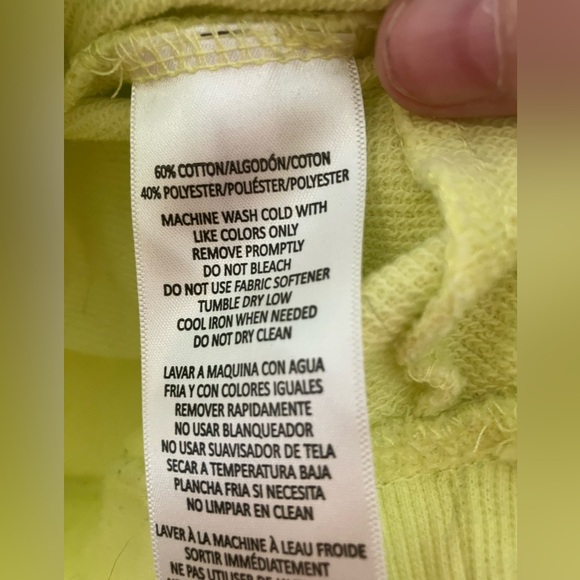 60% COTTON/ALGODÓN/COTON
40% POLYESTER/POLIÉSTER/POLYESTER
MACHINE WASH COLD WITH
LIKE COLORS ONLY
REMOVE PROMPTLY
DO NOT BLEACH
DO NOT USE FABRIC SOFTENER
TUMBLE DRY LOW
COOL IRON WHEN NEEDED
DO NOT DRY CLEAN
LAVAR A MAQUINA CON AGUA
FRIA Y CON COLORES IGUALES
REMOVER RAPIDAMENTE
NO USAR BLANQUEADOR
NO USAR SUAVISADOR DE TELA
SECAR A TEMPERATURA BAJA
PLANCHA FRIA SI NECESITA
NO LIMPIAR EN CLEAN
LAVER À LA MACHINE À LEAU FROIDE
SORTIR IMMÉDIATEMENT
NE PAS UTILISER